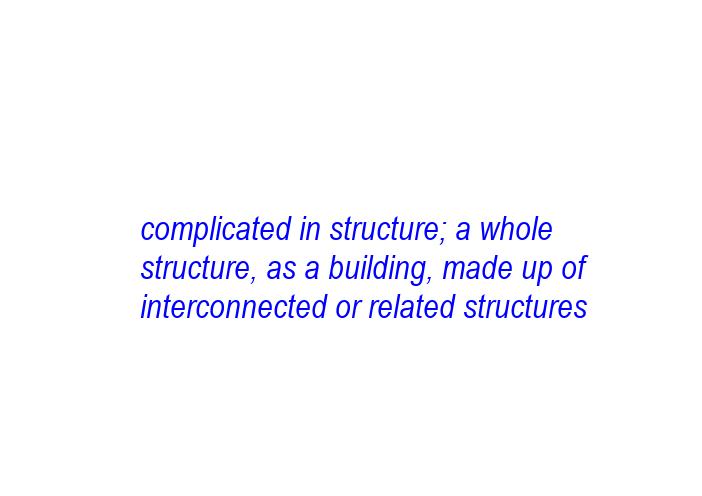 complicated in structure; a whole
structure, as a building, made up of
interconnected or related structures